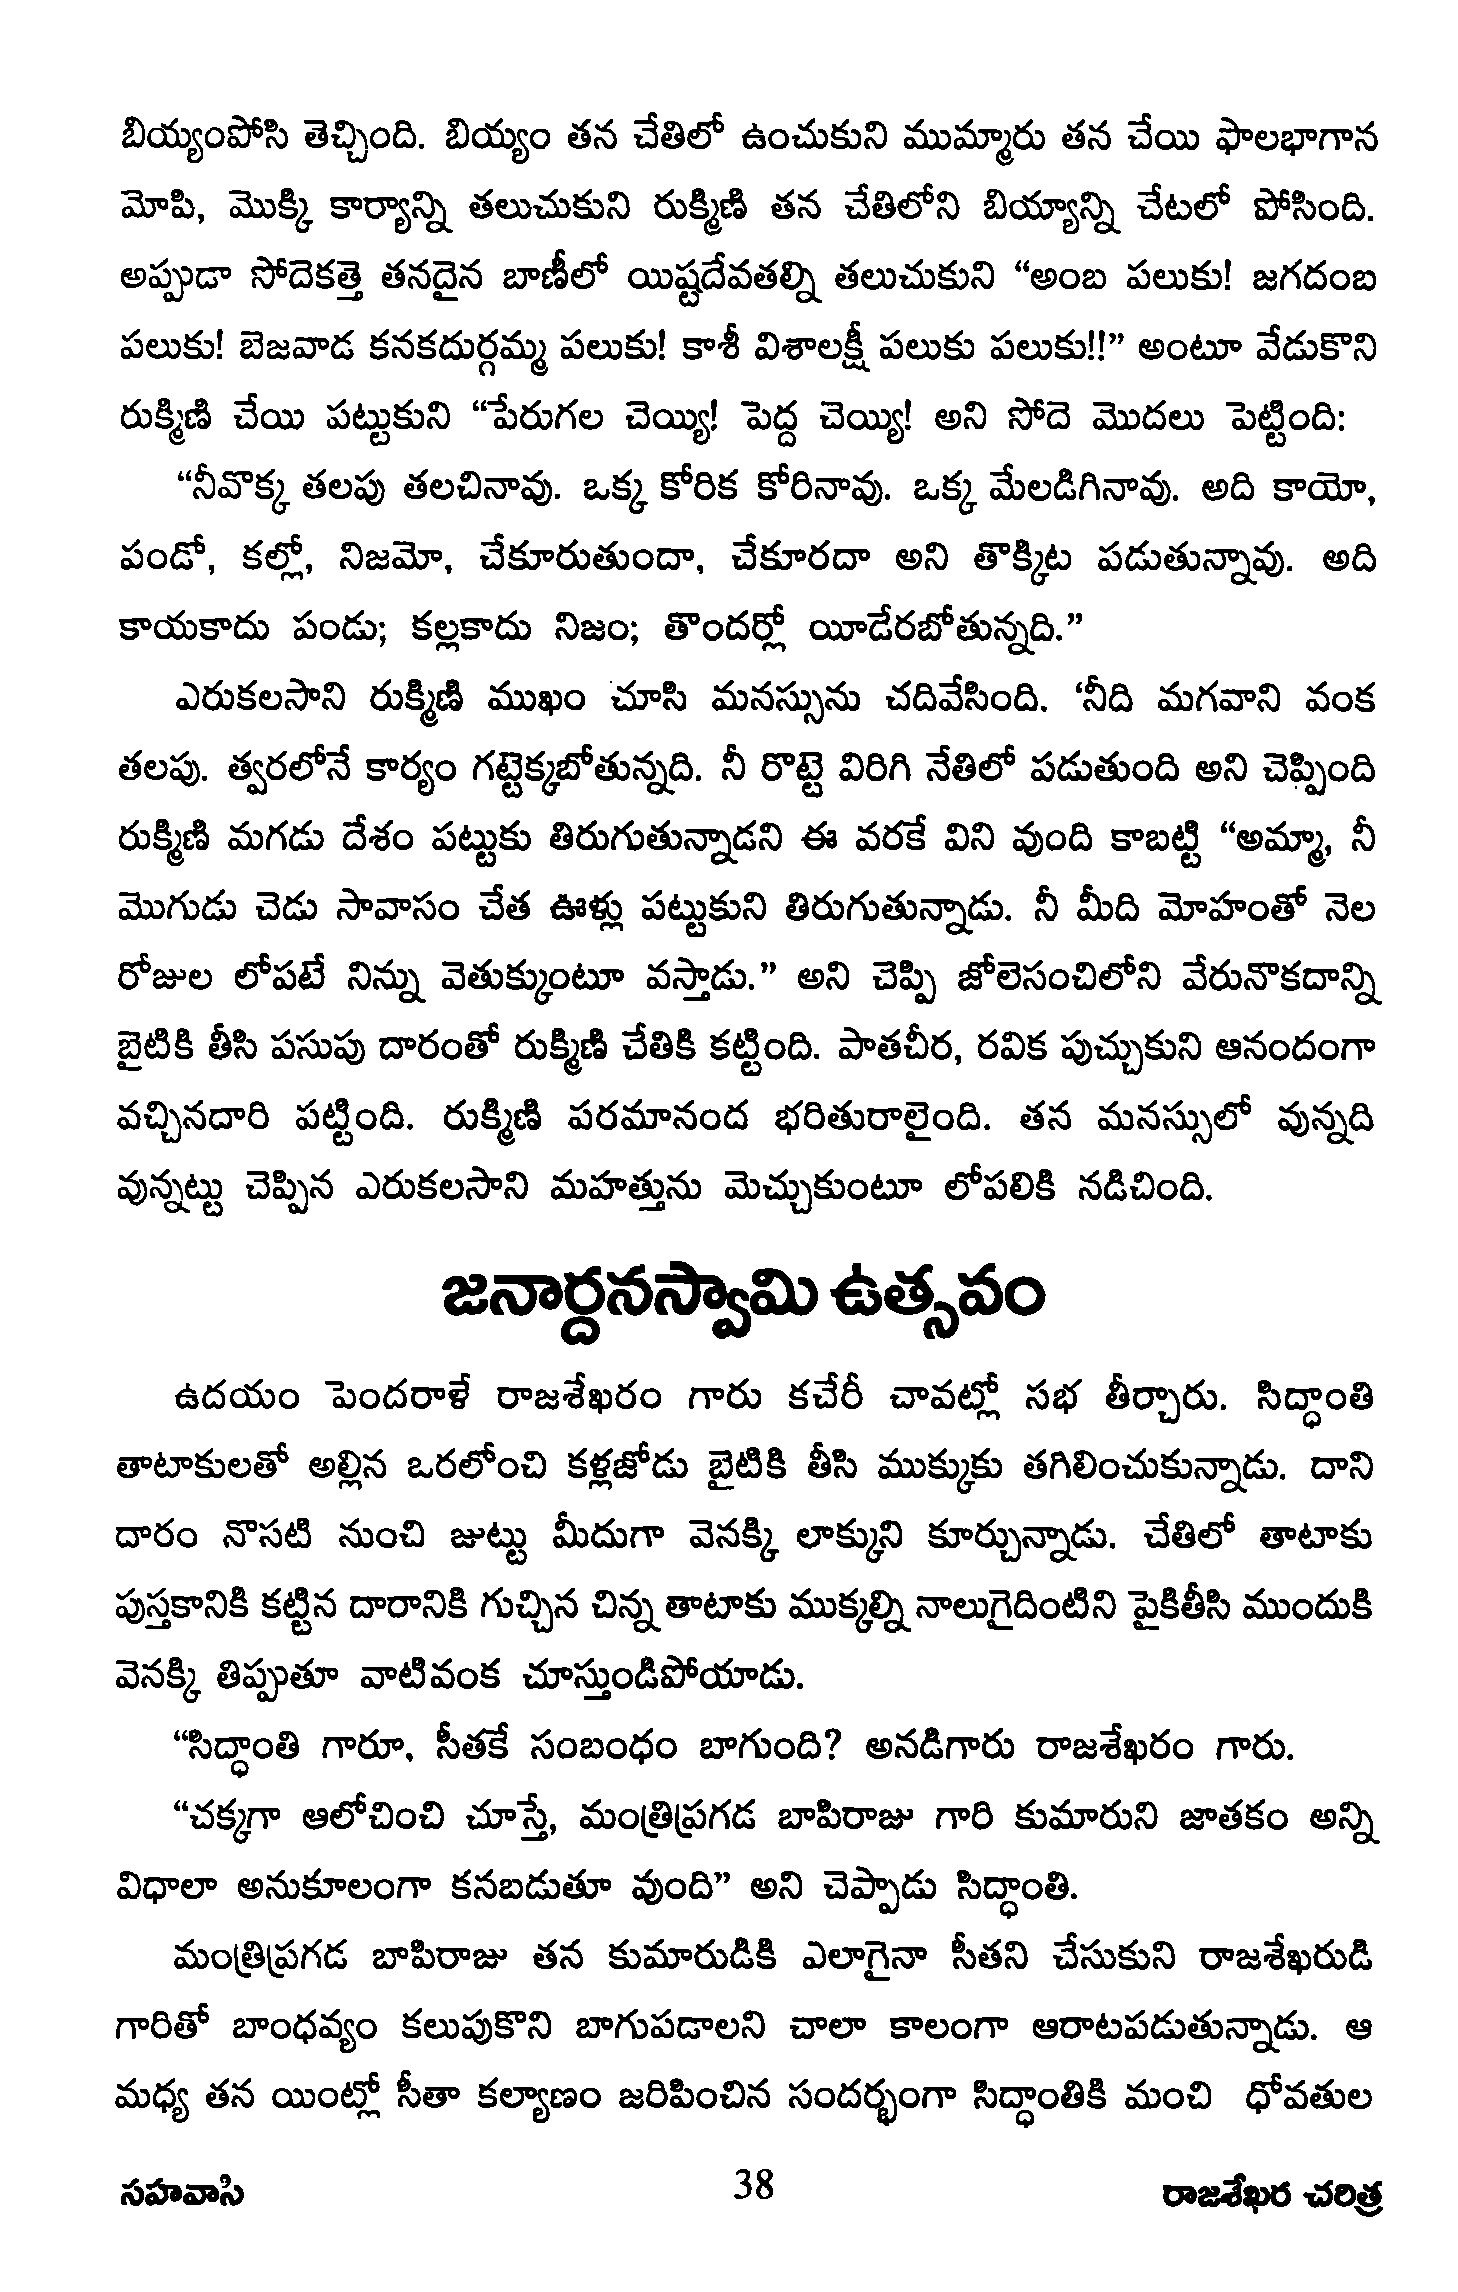 బియ్యంపోసి తెచ్చింది. బియ్యం తన చేతిలో ఉంచుకుని ముమ్మారు తన చేయి ఫాలభాగాన
మోపి, మొక్కి కార్యాన్ని తలుచుకుని రుక్మిణి తన చేతిలోని బియ్యాన్ని చేటలో పోసింది.
అప్పుడా సోదెకత్తె తనదైన బాణీలో యిష్టదేవతల్ని తలుచుకుని “అంబ పలుకు! జగదంబ
పలుకు! బెజవాడ కనకదుర్గమ్మ పలుకు! కాశీ విశాలక్షీ పలుకు పలుకు!!” అంటూ వేడుకొని
రుక్మిణి చేయి పట్టుకుని “పేరుగల చెయ్యి! పెద్ద చెయ్యి! అని సోదె మొదలు పెట్టింది:
“నీవొక్క తలపు తలచినావు. ఒక్క కోరిక కోరినావు. ఒక్క మేలడిగినావు. అది కాయో,
పండో, కల్లో, నిజమో, చేకూరుతుందా, చేకూరదా అని తొక్కిట పడుతున్నావు. అది
కాయకాదు పండు; కల్లకాదు నిజం; తొందర్లో యీడేరబోతున్నది.”
ఎరుకలసాని రుక్మిణి ముఖం చూసి మనస్సును చదివేసింది. ‘నీది మగవాని వంక
తలపు. త్వరలోనే కార్యం గట్టెక్కబోతున్నది. నీ రొట్టె విరిగి నేతిలో పడుతుంది అని చెప్పింది
రుక్మిణి మగడు దేశం పట్టుకు తిరుగుతున్నాడని ఈ వరకే విని వుంది కాబట్టి “అమ్మా, నీ
మొగుడు చెడు సావాసం చేత ఊళ్లు పట్టుకుని తిరుగుతున్నాడు. నీ మీది మోహంతో నెల
రోజుల లోపటే నిన్ను వెతుక్కుంటూ వస్తాడు.” అని చెప్పి జోలెసంచిలోని వేరునొకదాన్ని
బైటికి తీసి పసుపు దారంతో రుక్మిణి చేతికి కట్టింది. పాతచీర, రవిక పుచ్చుకుని ఆనందంగా
వచ్చినదారి పట్టింది. రుక్మిణి పరమానంద భరితురాలైంది. తన మనస్సులో వున్నది
వున్నట్టు చెప్పిన ఎరుకలసాని మహత్తును మెచ్చుకుంటూ లోపలికి నడిచింది.
జనార్దనస్వామి ఉత్సవం
ఉదయం పెందరాళే రాజశేఖరం గారు కచేరీ చావట్లో సభ తీర్చారు. సిద్ధాంతి
తాటాకులతో అల్లిన ఒరలోంచి కళ్లజోడు బైటికి తీసి ముక్కుకు తగిలించుకున్నాడు. దాని
దారం నొసటి నుంచి జుట్టు మీదుగా వెనక్కి లాక్కుని కూర్చున్నాడు. చేతిలో తాటాకు
పుస్తకానికి కట్టిన దారానికి గుచ్చిన చిన్న తాటాకు ముక్కల్ని నాలుగైదింటిని పైకితీసి ముందుకి
వెనక్కి తిప్పుతూ వాటివంక చూస్తుండిపోయాడు.
“సిద్ధాంతి గారూ, సీతకే సంబంధం బాగుంది? అనడిగారు రాజశేఖరం గారు.
“చక్కగా ఆలోచించి చూస్తే, మంత్రిప్రగడ బాపిరాజు గారి కుమారుని జాతకం అన్ని
విధాలా అనుకూలంగా కనబడుతూ వుంది” అని చెప్పాడు సిద్ధాంతి.
మంత్రిప్రగడ బాపిరాజు తన కుమారుడికి ఎలాగైనా సీతని చేసుకుని రాజశేఖరుడి
గారితో బాంధవ్యం కలుపుకొని బాగుపడాలని చాలా కాలంగా ఆరాటపడుతున్నాడు. ఆ
మధ్య తన యింట్లో సీతా కల్యాణం జరిపించిన సందర్భంగా సిద్ధాంతికి మంచి ధోవతుల
సహవాసి 38 రాజశేఖర చరిత్ర